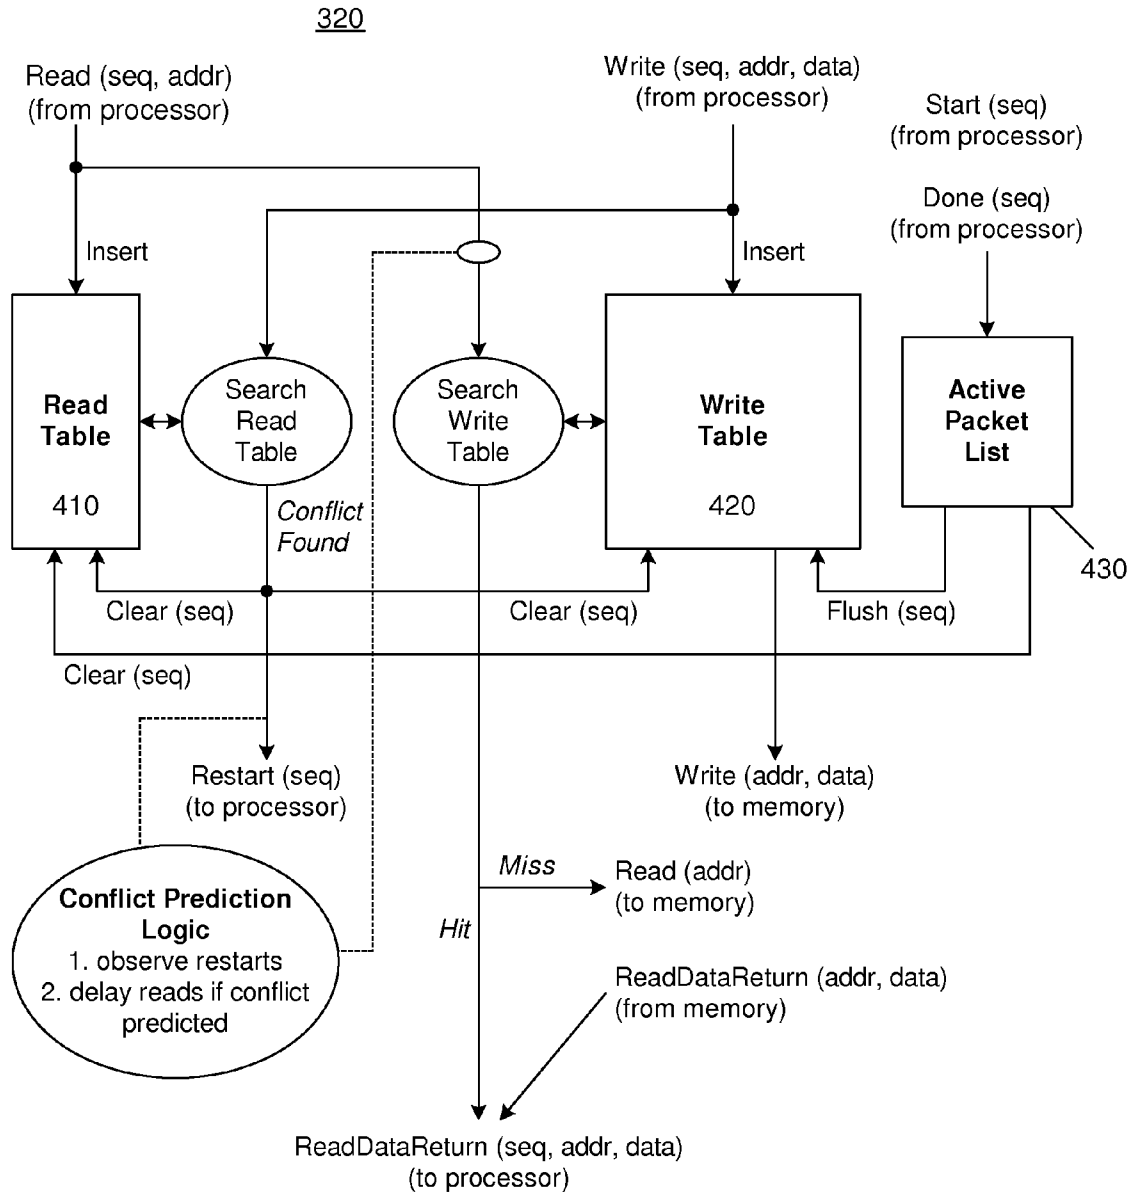 320
Read (seq, addr)
(from processor)
Write (seq, addr, data)
(from processor)
Start (seq)
(from processor)
Done (seq)
(from processor)
Insert
Insert
Read
Table
410
Search
Read
Table
Search
Write
Table
Write
Table
420
Active
Packet
List
430
Conflict
Found
Clear (seq)
Clear (seq)
Flush (seq)
Clear (seq)
Restart (seq)
(to processor)
Write (addr, data)
(to memory)
Conflict Prediction
Logic
1. observe restarts
2. delay reads if conflict
predicted
Miss
Read (addr)
(to memory)
Hit
ReadDataReturn (addr, data)
(from memory)
ReadDataReturn (seq, addr, data)
(to processor)